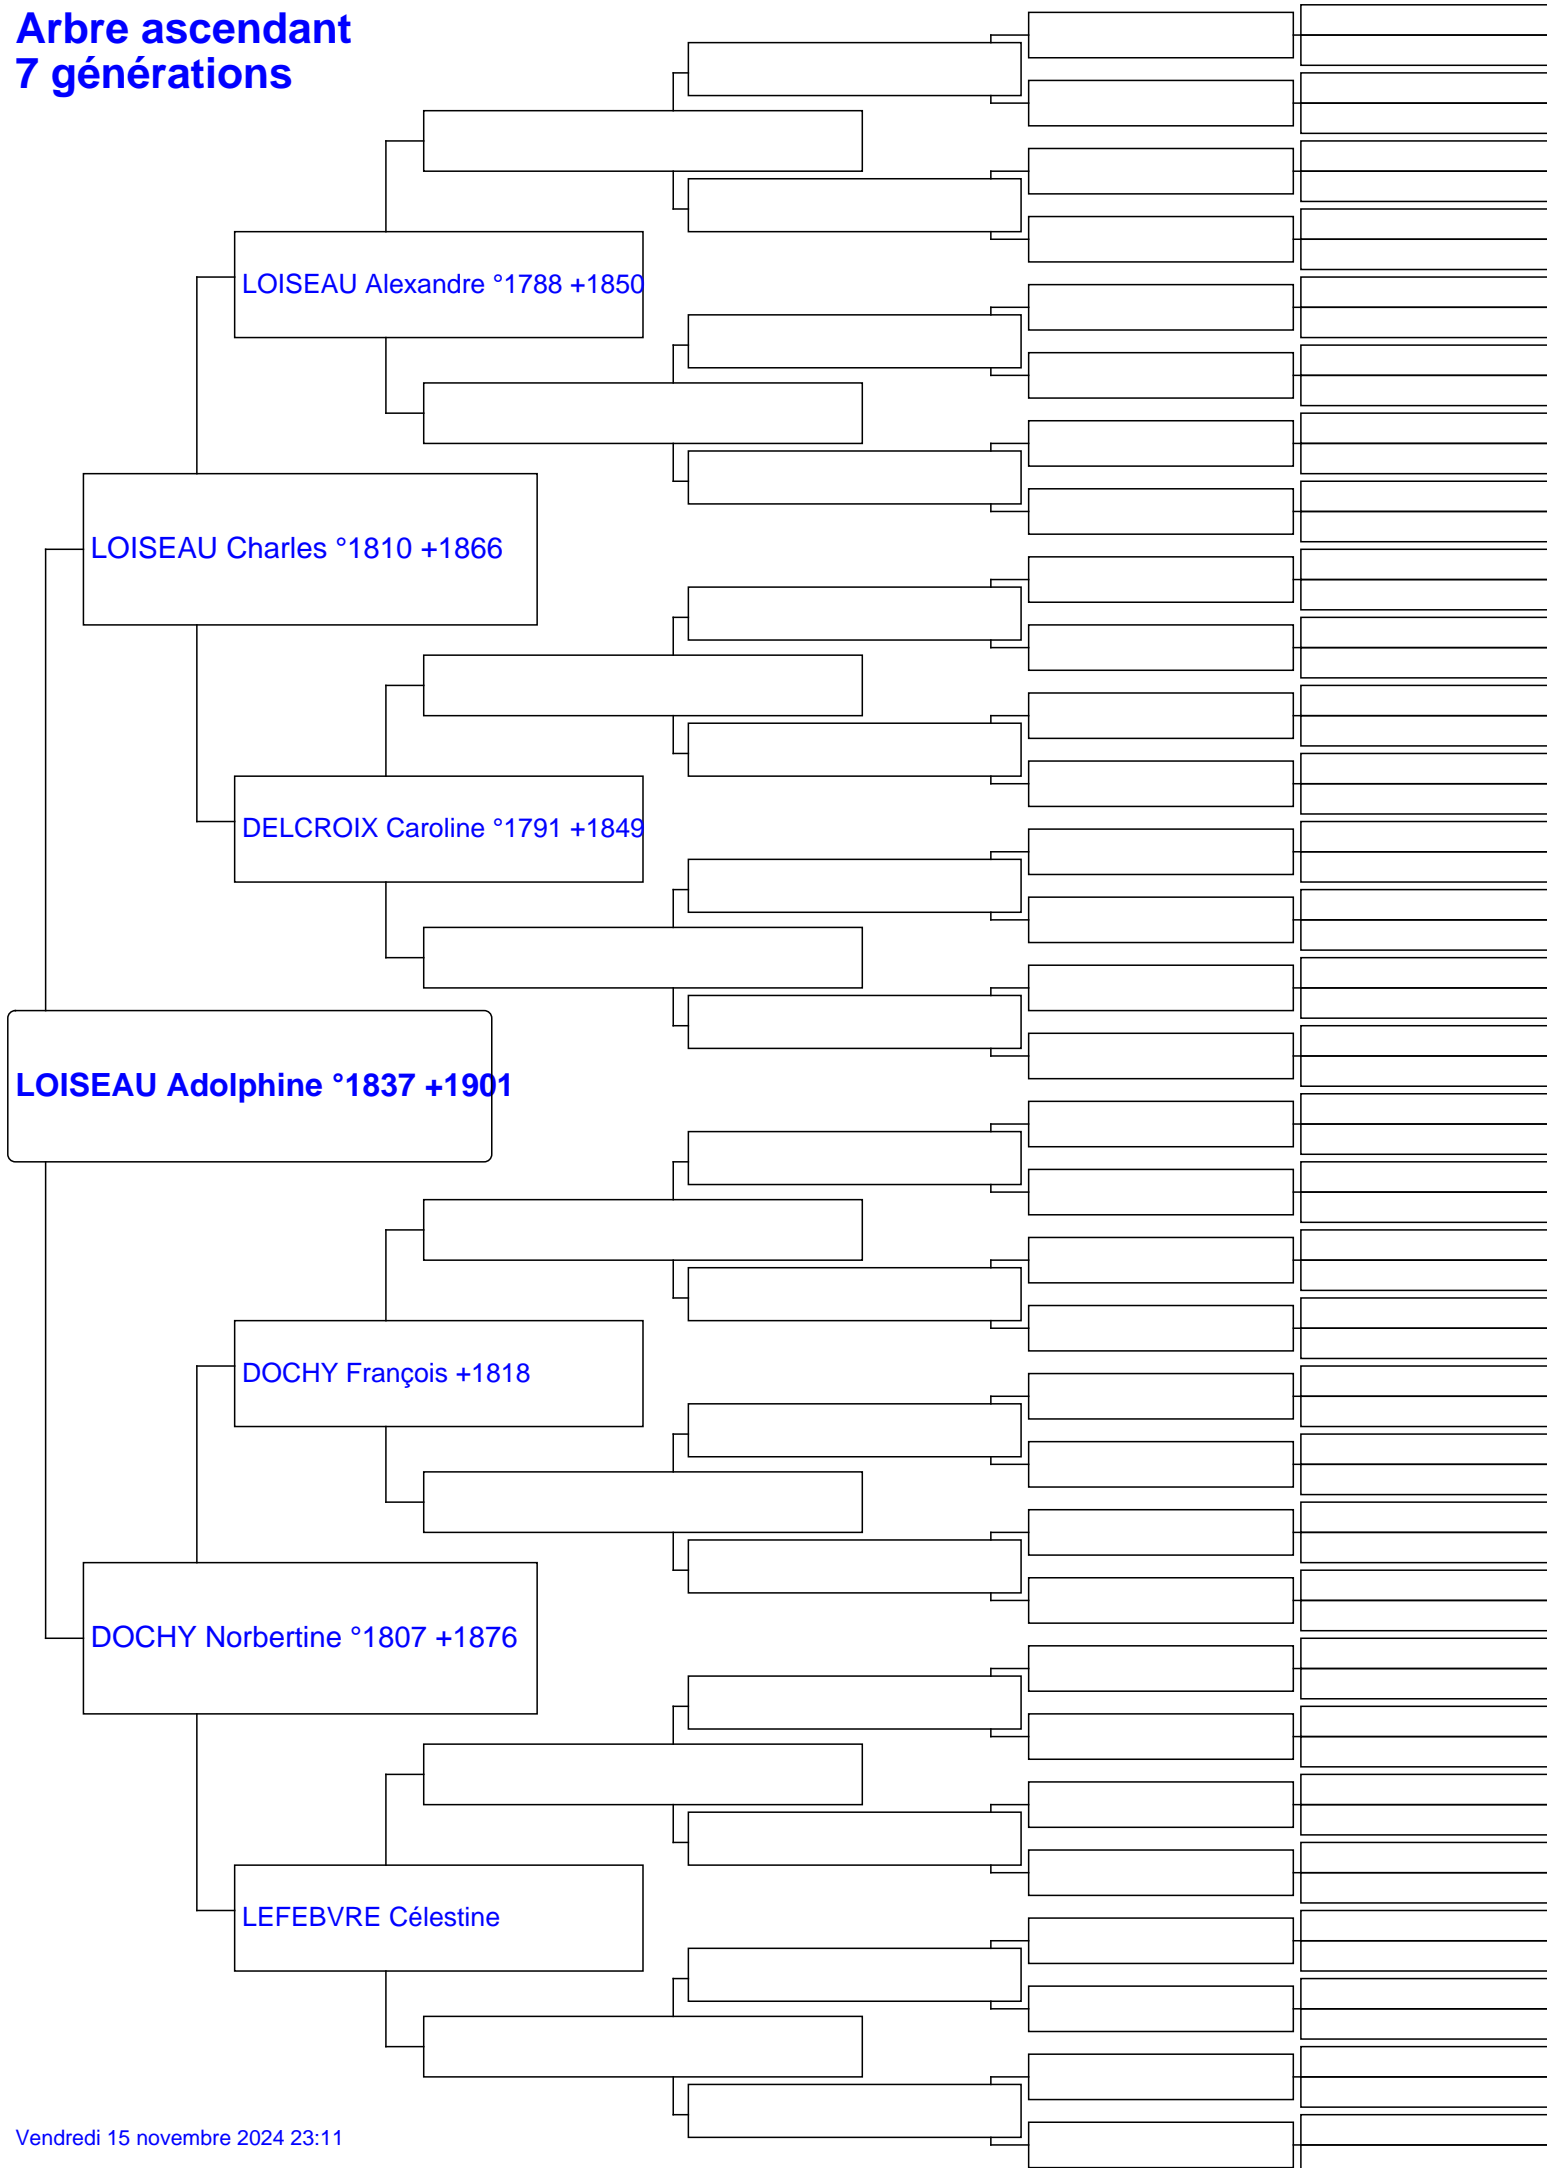 Arbre ascendant
7 générations
LOISEAU Alexandre °1788 +1850
LOISEAU Charles °1810 +1866
DELCROIX Caroline °1791 +1849
LOISEAU Adolphine °1837 +1901
DOCHY François +1818
DOCHY Norbertine °1807 +1876
LEFEBVRE Célestine
Vendredi 15 novembre 2024 23:11